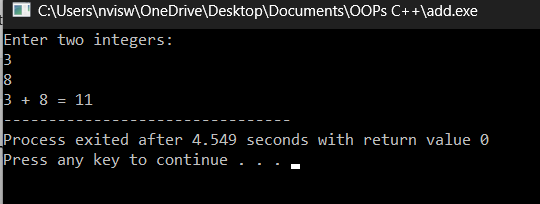 C:\Users\nvisw\OneDrive\Desktop\Documents\OOPs C++\add.exe
Enter two integers:
3
8
3 + 8 = 11
--------------------------------
Process exited after 4.549 seconds with return value 0
Press any key to continue . . .